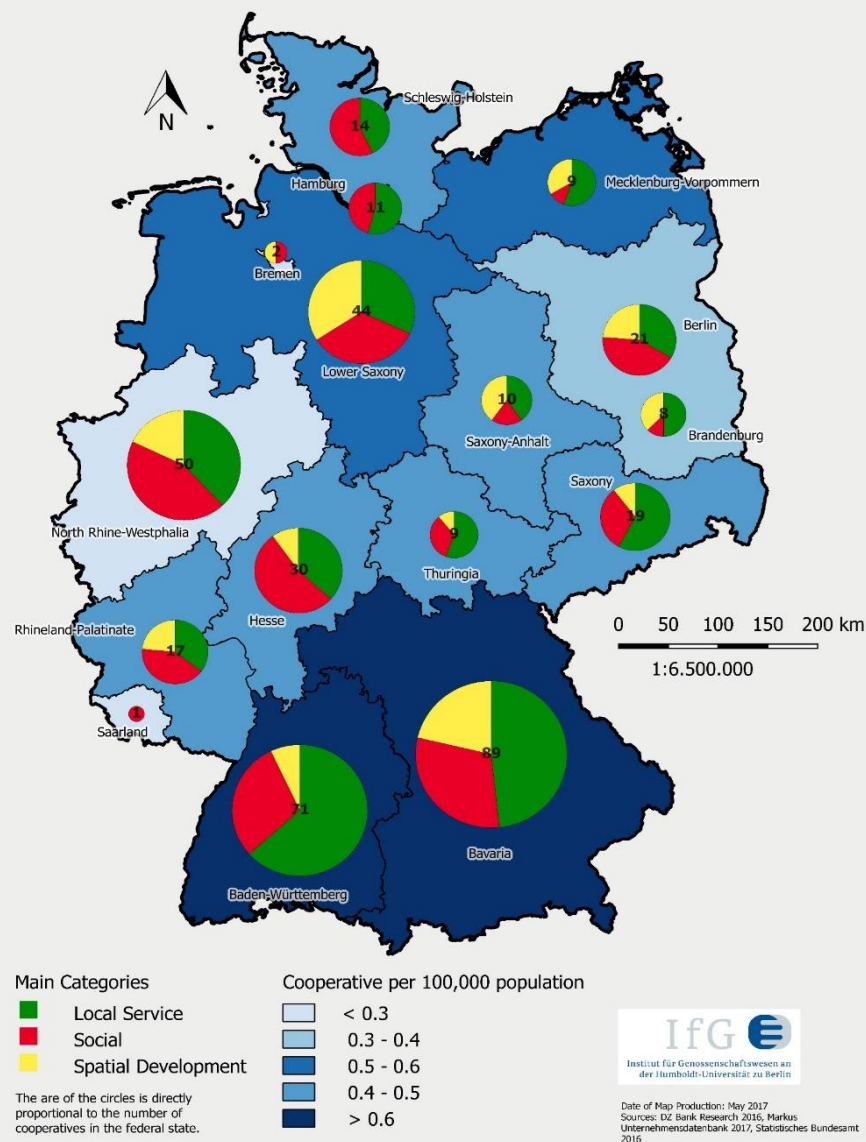 N
Schleswig-Holstein
14
Hamburg
11
9
Mecklenburg-Vorpommern
2
Bremen
44
Lower Saxony
Berlin
21
10
Saxony-Anhalt
8
Brandenburg
50
North Rhine-Westphalia
Saxony
19
9
Thuringia
30
Hesse
Rhineland-Palatinate
17
1
Saarland
0 50 100 150 200 km
1:6.500.000
89
Bavaria
71
Baden-Württemberg
Main Categories
Local Service
Social
Spatial Development
The are of the circles is directly
proportional to the number of
cooperatives in the federal state.
Cooperative per 100,000 population
< 0.3
0.3 - 0.4
0.5 - 0.6
0.4 - 0.5
> 0.6
IfG
Institut für Genossenschaftswesen an
der Humboldt-Universität zu Berlin
Date of Map Production: May 2017
Sources: DZ Bank Research 2016, Markus
Unternehmensdatenbank 2017, Statistisches Bundesamt
2016